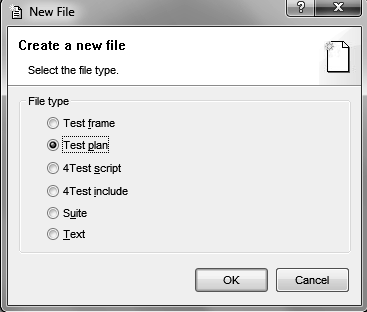 New File
Create a new file
Select the file type.
File type
Test frame
Test plan
4Test script
4Test include
Suite
Text
OK
Cancel